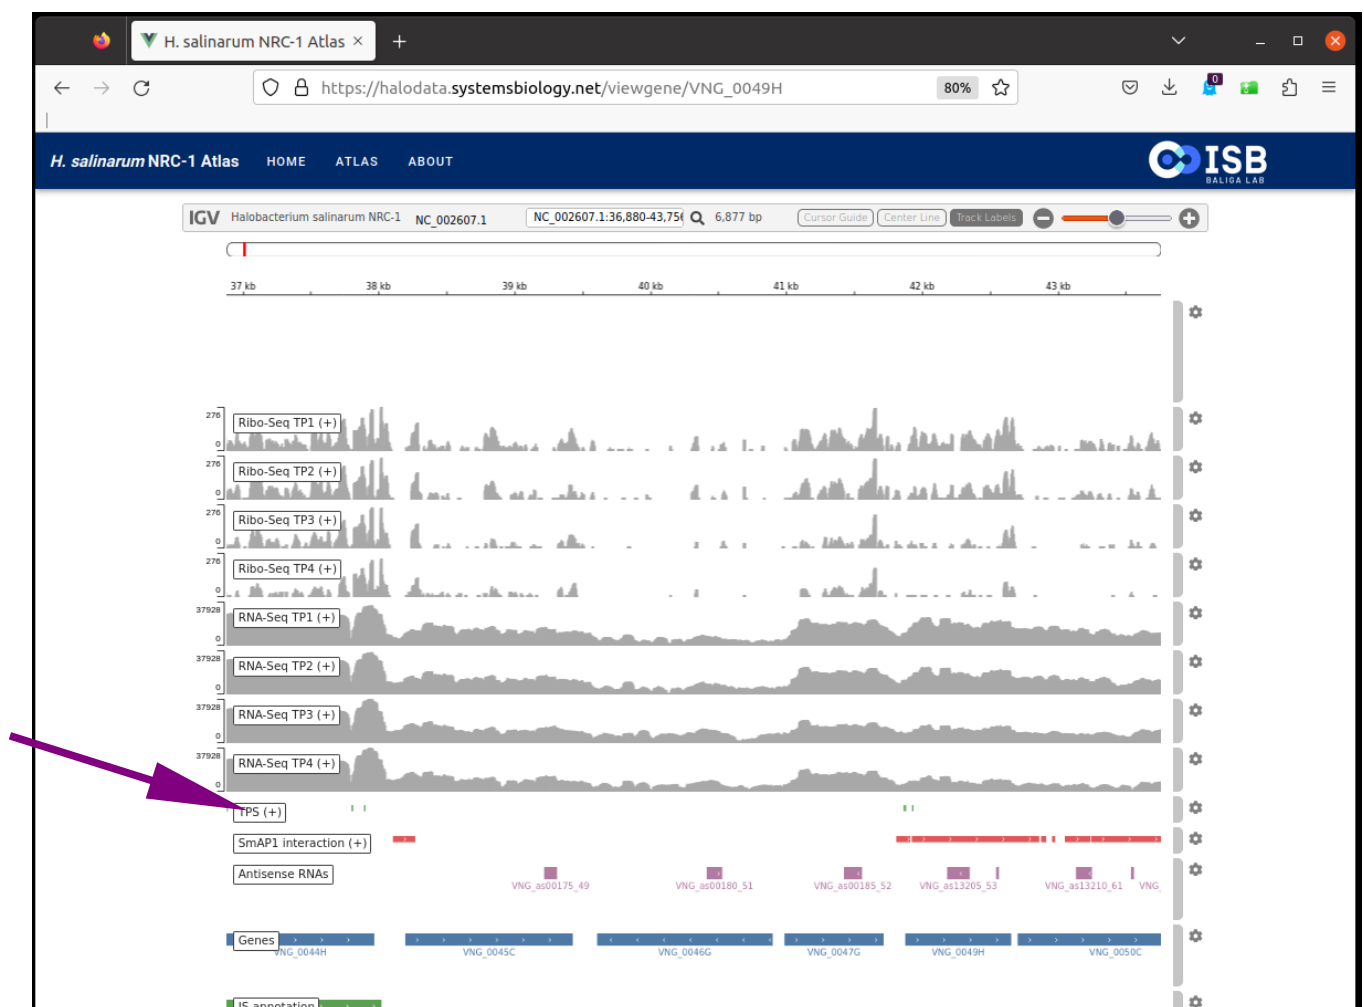 H. salinarum NRC-1 Atlas × +
https://halodata.systemsbiology.net/viewgene/VNG_0049H 80% 0
H. salinarum NRC-1 Atlas HOME ATLAS ABOUT ISB
BALIGA LAB
IGV Halobacterium salinarum NRC-1 NC_002607.1 NC_002607.1:36,880-43,756 6,877 bp Cursor Guide Center Line Track Labels
37 kb 38 kb 39 kb 40 kb 41 kb 42 kb 43 kb
276 Ribo-Seq TP1 (+)
0
276 Ribo-Seq TP2 (+)
0
276 Ribo-Seq TP3 (+)
0
276 Ribo-Seq TP4 (+)
0
37928 RNA-Seq TP1 (+)
0
37928 RNA-Seq TP2 (+)
0
37928 RNA-Seq TP3 (+)
0
37928 RNA-Seq TP4 (+)
0
TPS (+)
SmAP1 interaction (+)
Antisense RNAs
VNG_as00175_49 VNG_as00180_51 VNG_as00185_52 VNG_as13205_53 VNG_as13210_61 VNG_
Genes
VNG_0044H VNG_0045C VNG_0046G VNG_0047G VNG_0049H VNG_0050C
IS annotation